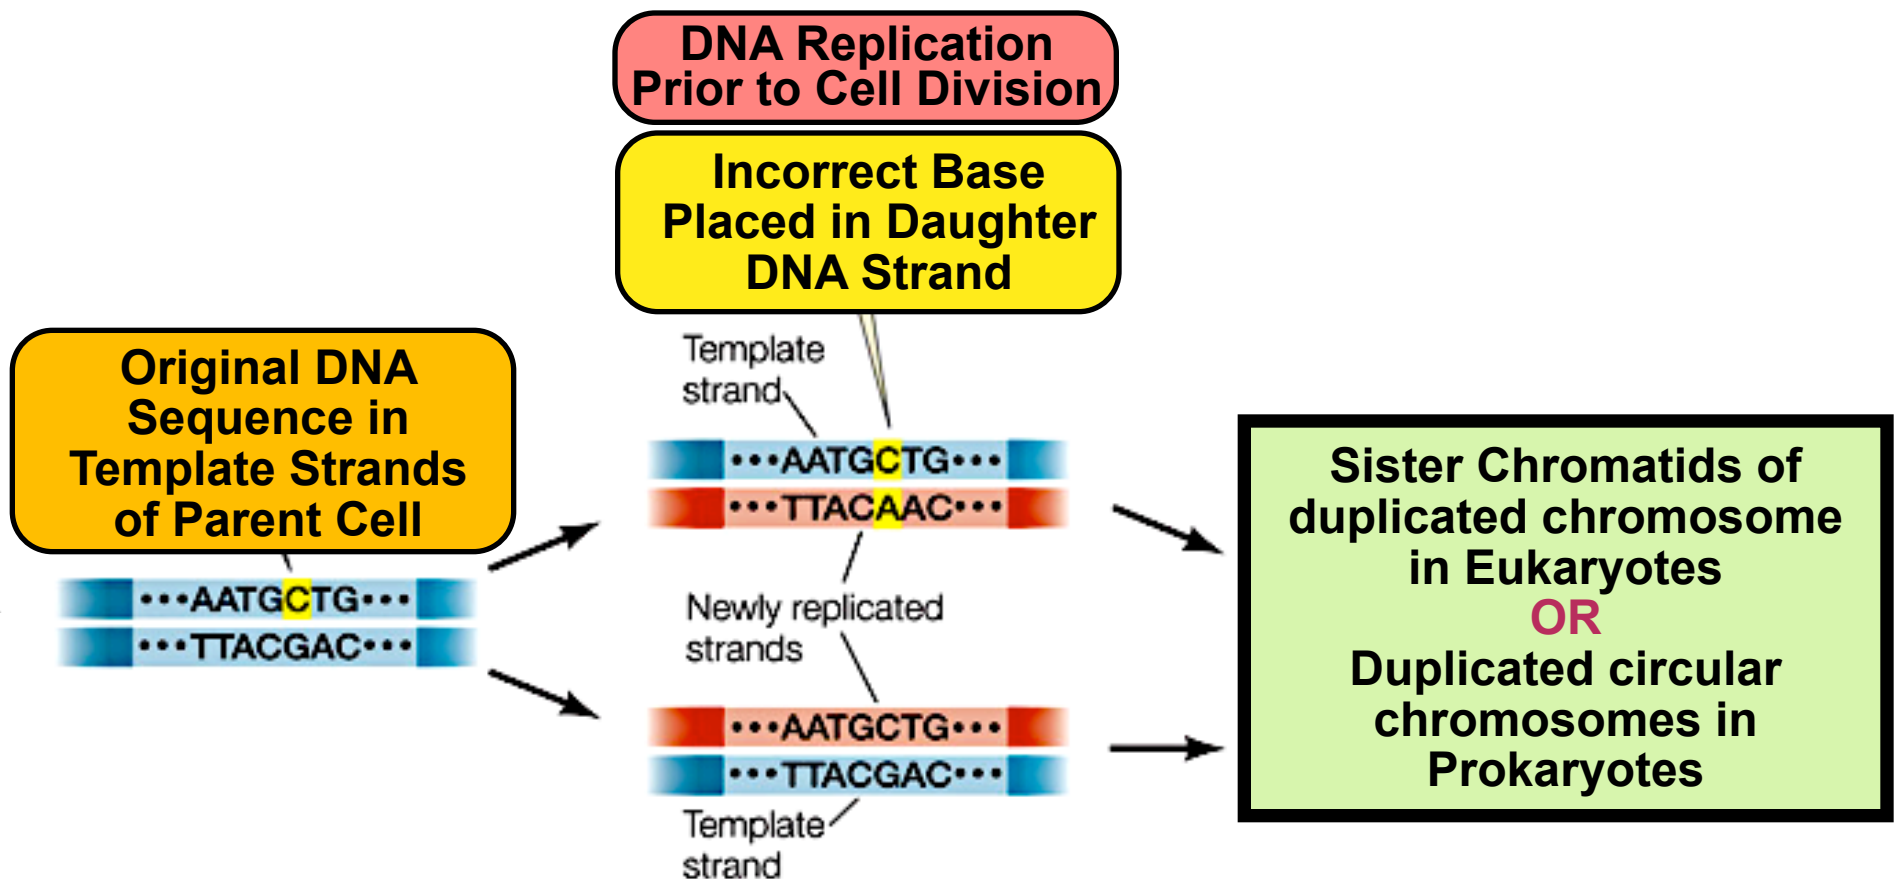 DNA Replication
Prior to Cell Division
Incorrect Base
Placed in Daughter
DNA Strand
Original DNA
Sequence in
Template Strands
of Parent Cell
•••AATGCTG•••
•••TTACGAC•••
Template
strand
•••AATGCTG•••
•••TTACAAC•••
Newly replicated
strands
•••AATGCTG•••
•••TTACGAC•••
Template
strand
Sister Chromatids of
duplicated chromosome
in Eukaryotes
OR
Duplicated circular
chromosomes in
Prokaryotes